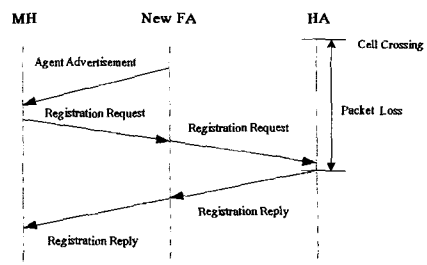 MH New FA HA
Cell Crossing
Agent Advertisement
Packet Loss
Registration Request
Registration Request
Registration Reply
Registration Reply